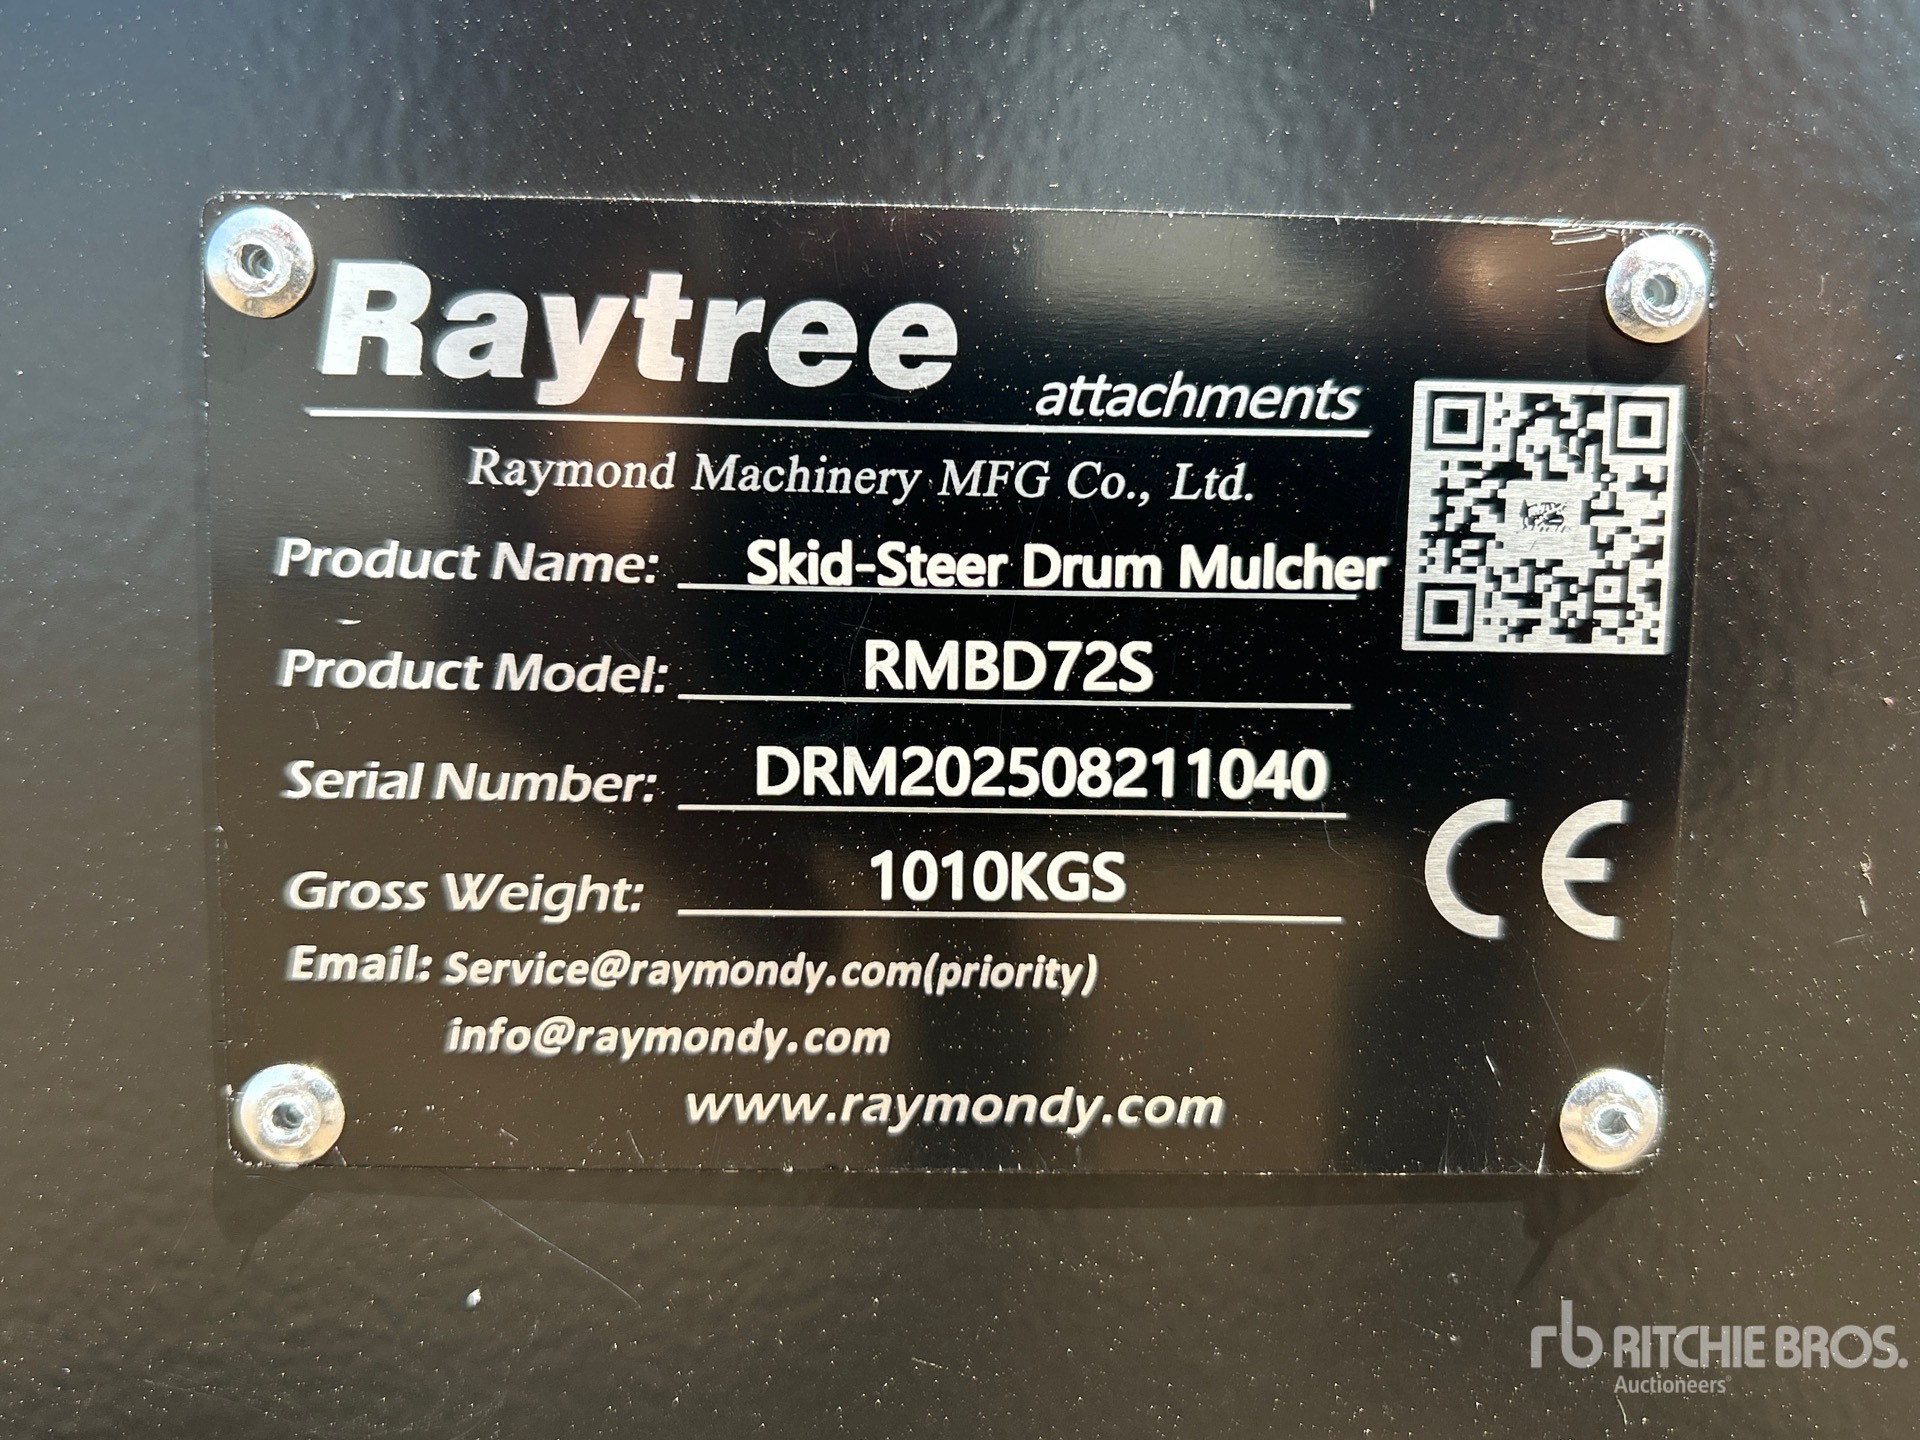 Raytree
attachments
Raymond Machinery MFG Co., Ltd.
Product Name: Skid-Steer Drum Mulcher
Product Model: RMBD72S
Serial Number: DRM202508211040
Gross Weight: 1010KGS
CE
Email: Service@raymondy.com(priority)
info@raymondy.com
www.raymondy.com
rb RITCHIE BROS.
Auctioneers